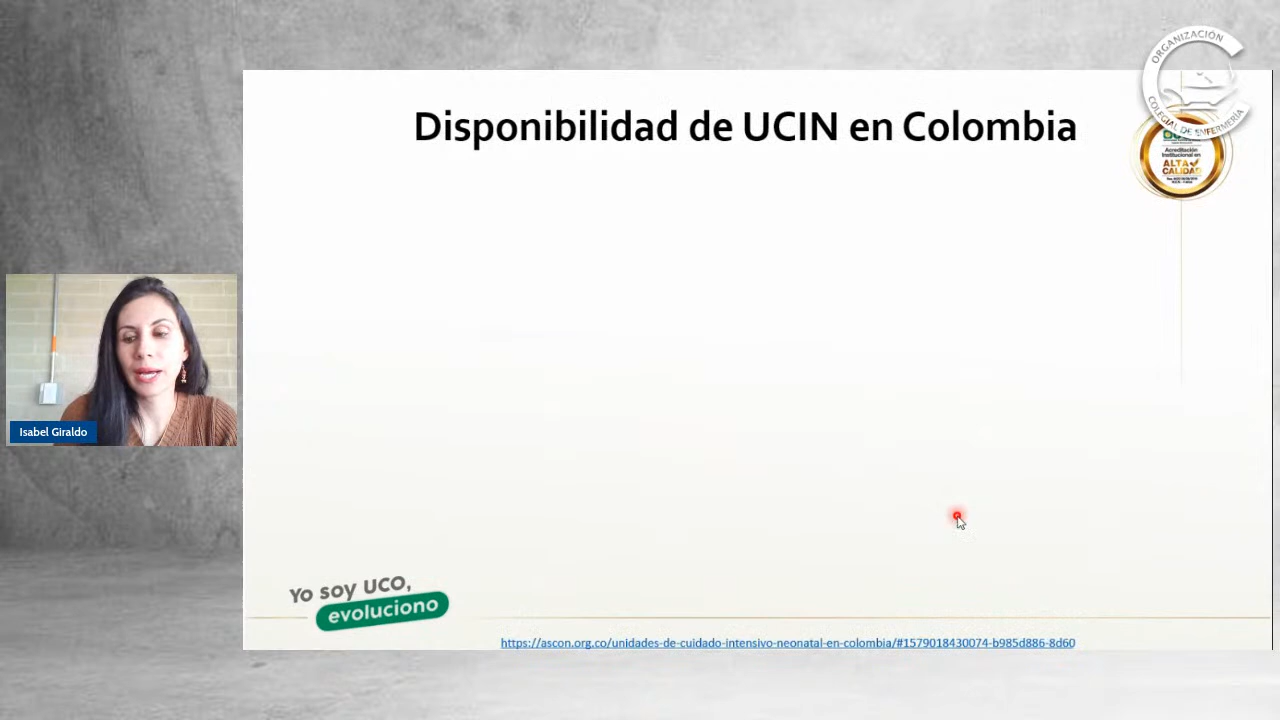 ORGANIZACIÓN
COLEGIAL DE ENFERMERÍA
Disponibilidad de UCIN en Colombia
Acreditación
Institucional en
ALTA
CALIDAD
Isabel Giraldo
Yo soy UCO,
evoluciono
https://ascon.org.co/unidades-de-cuidado-intensivo-neonatal-en-colombia/#1579018430074-b985d886-8d60